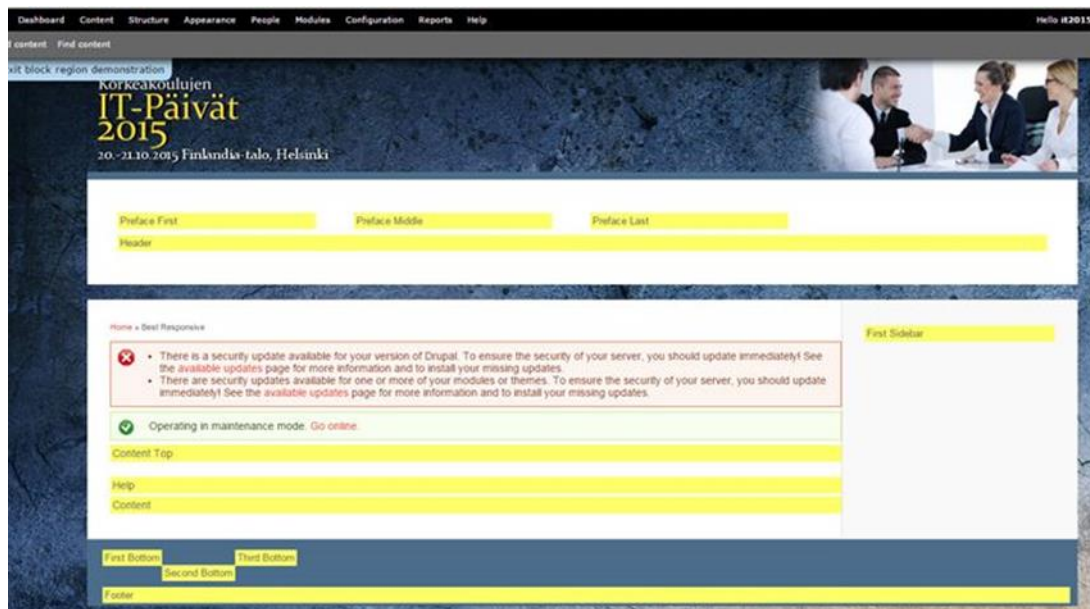 Dashboard Content Structure Appearance People Modules Configuration Reports Help Hello it2015
content Find content
xit block region demonstration
Korkeakoulujen
IT-Päivät
2015
20.-21.10.2015 Finlandia-talo, Helsinki
Preface First Preface Middle Preface Last
Header
Home » Best Responsive
First Sidebar
• There is a security update available for your version of Drupal. To ensure the security of your server, you should update immediately! See
the available updates page for more information and to install your missing updates.
• There are security updates available for one or more of your modules or themes. To ensure the security of your server, you should update
immediately! See the available updates page for more information and to install your missing updates.
Operating in maintenance mode. Go online.
Content Top
Help
Content
First Bottom Third Bottom
Second Bottom
Footer